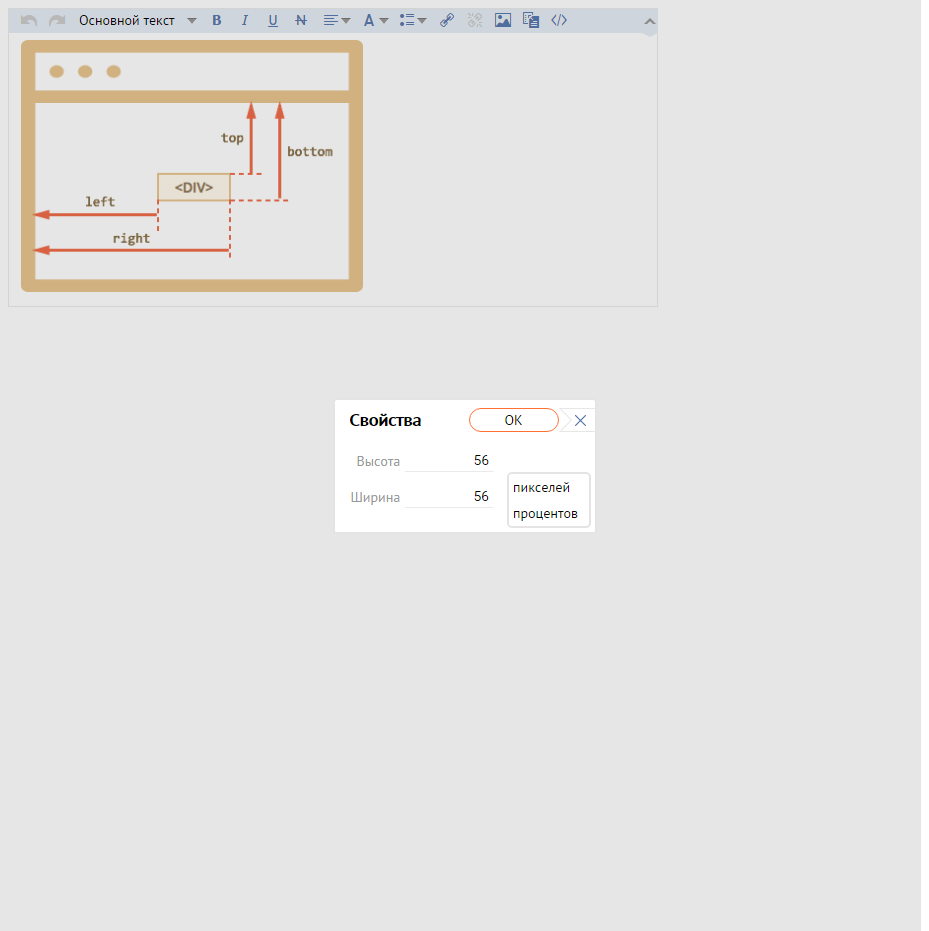 Основной текст B I U N A </>
top
bottom
<DIV>
left
right
Свойства OK
Высота 56
пикселей
Ширина 56
процентов